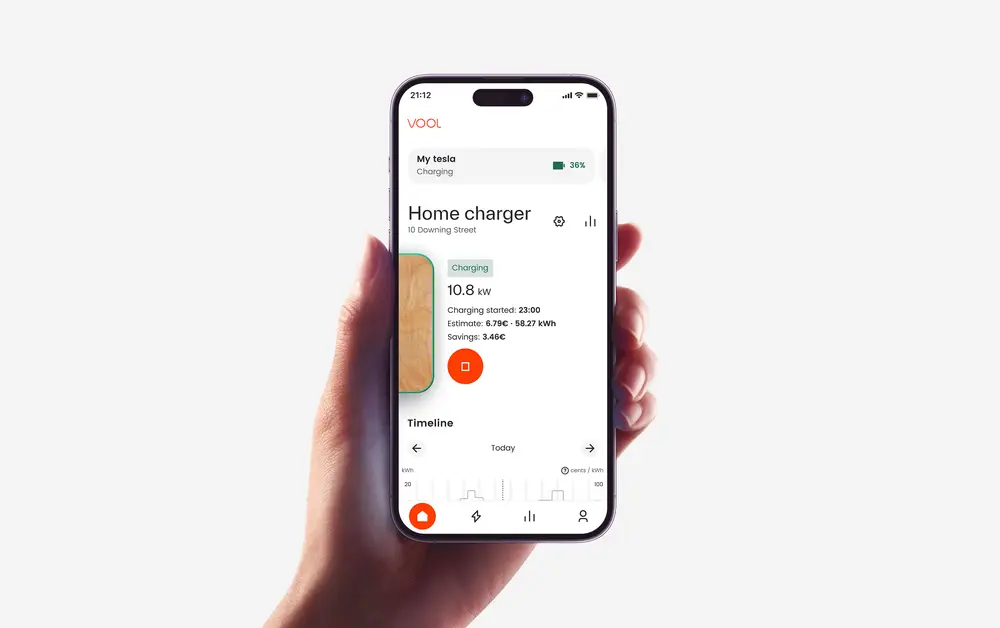 21:12
VOOL
My tesla
Charging
36%
Home charger
10 Downing Street
Charging
10.8 kW
Charging started: 23:00
Estimate: 6.79€ · 58.27 kWh
Savings: 3.46€
Timeline
Today
kWh
? cents / kWh
20
100